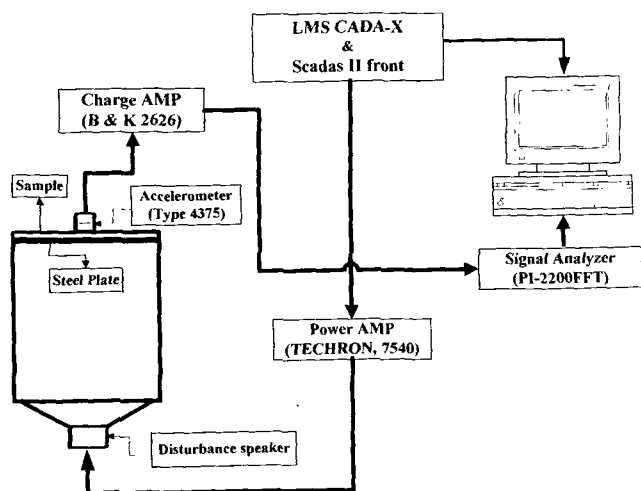 LMS CADA-X
&
Scadas II front
Charge AMP
(B & K 2626)
Sample
Accelerometer
(Type 4375)
Steel Plate
Signal Analyzer
(PI-2200FFT)
Power AMP
(TECHRON, 7540)
Disturbance speaker